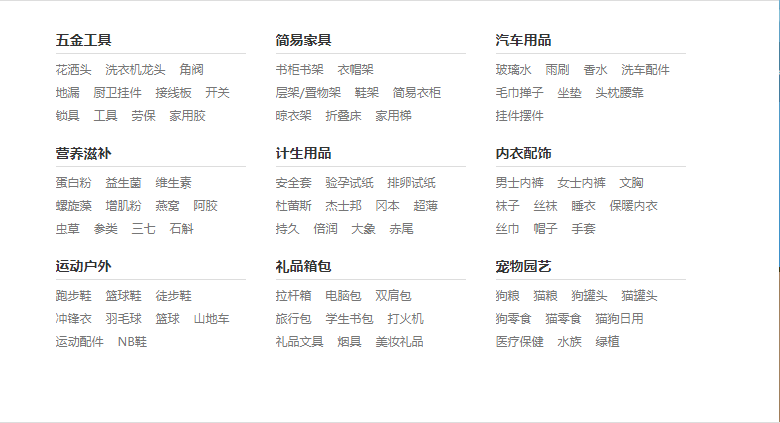 五金工具
花洒头 洗衣机龙头 角阀
地漏 厨卫挂件 接线板 开关
锁具 工具 劳保 家用胶
简易家具
书柜书架 衣帽架
层架/置物架 鞋架 简易衣柜
晾衣架 折叠床 家用梯
汽车用品
玻璃水 雨刷 香水 洗车配件
毛巾掸子 坐垫 头枕腰靠
挂件摆件
营养滋补
蛋白粉 益生菌 维生素
螺旋藻 增肌粉 燕窝 阿胶
虫草 参类 三七 石斛
计生用品
安全套 验孕试纸 排卵试纸
杜蕾斯 杰士邦 冈本 超薄
持久 倍润 大象 赤尾
内衣配饰
男士内裤 女士内裤 文胸
袜子 丝袜 睡衣 保暖内衣
丝巾 帽子 手套
运动户外
跑步鞋 篮球鞋 徒步鞋
冲锋衣 羽毛球 篮球 山地车
运动配件 NB鞋
礼品箱包
拉杆箱 电脑包 双肩包
旅行包 学生书包 打火机
礼品文具 烟具 美妆礼品
宠物园艺
狗粮 猫粮 狗罐头 猫罐头
狗零食 猫零食 猫狗日用
医疗保健 水族 绿植